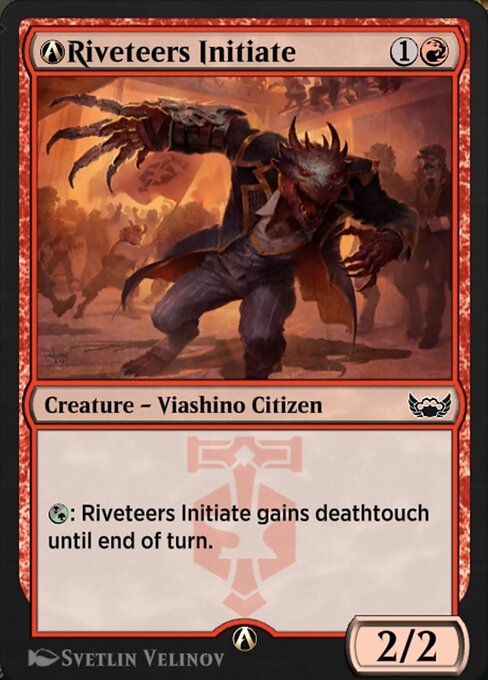 Riveteers Initiate 1
Creature – Viashino Citizen
: Riveteers Initiate gains deathtouch
until end of turn.
2/2
Svetlin Velinov